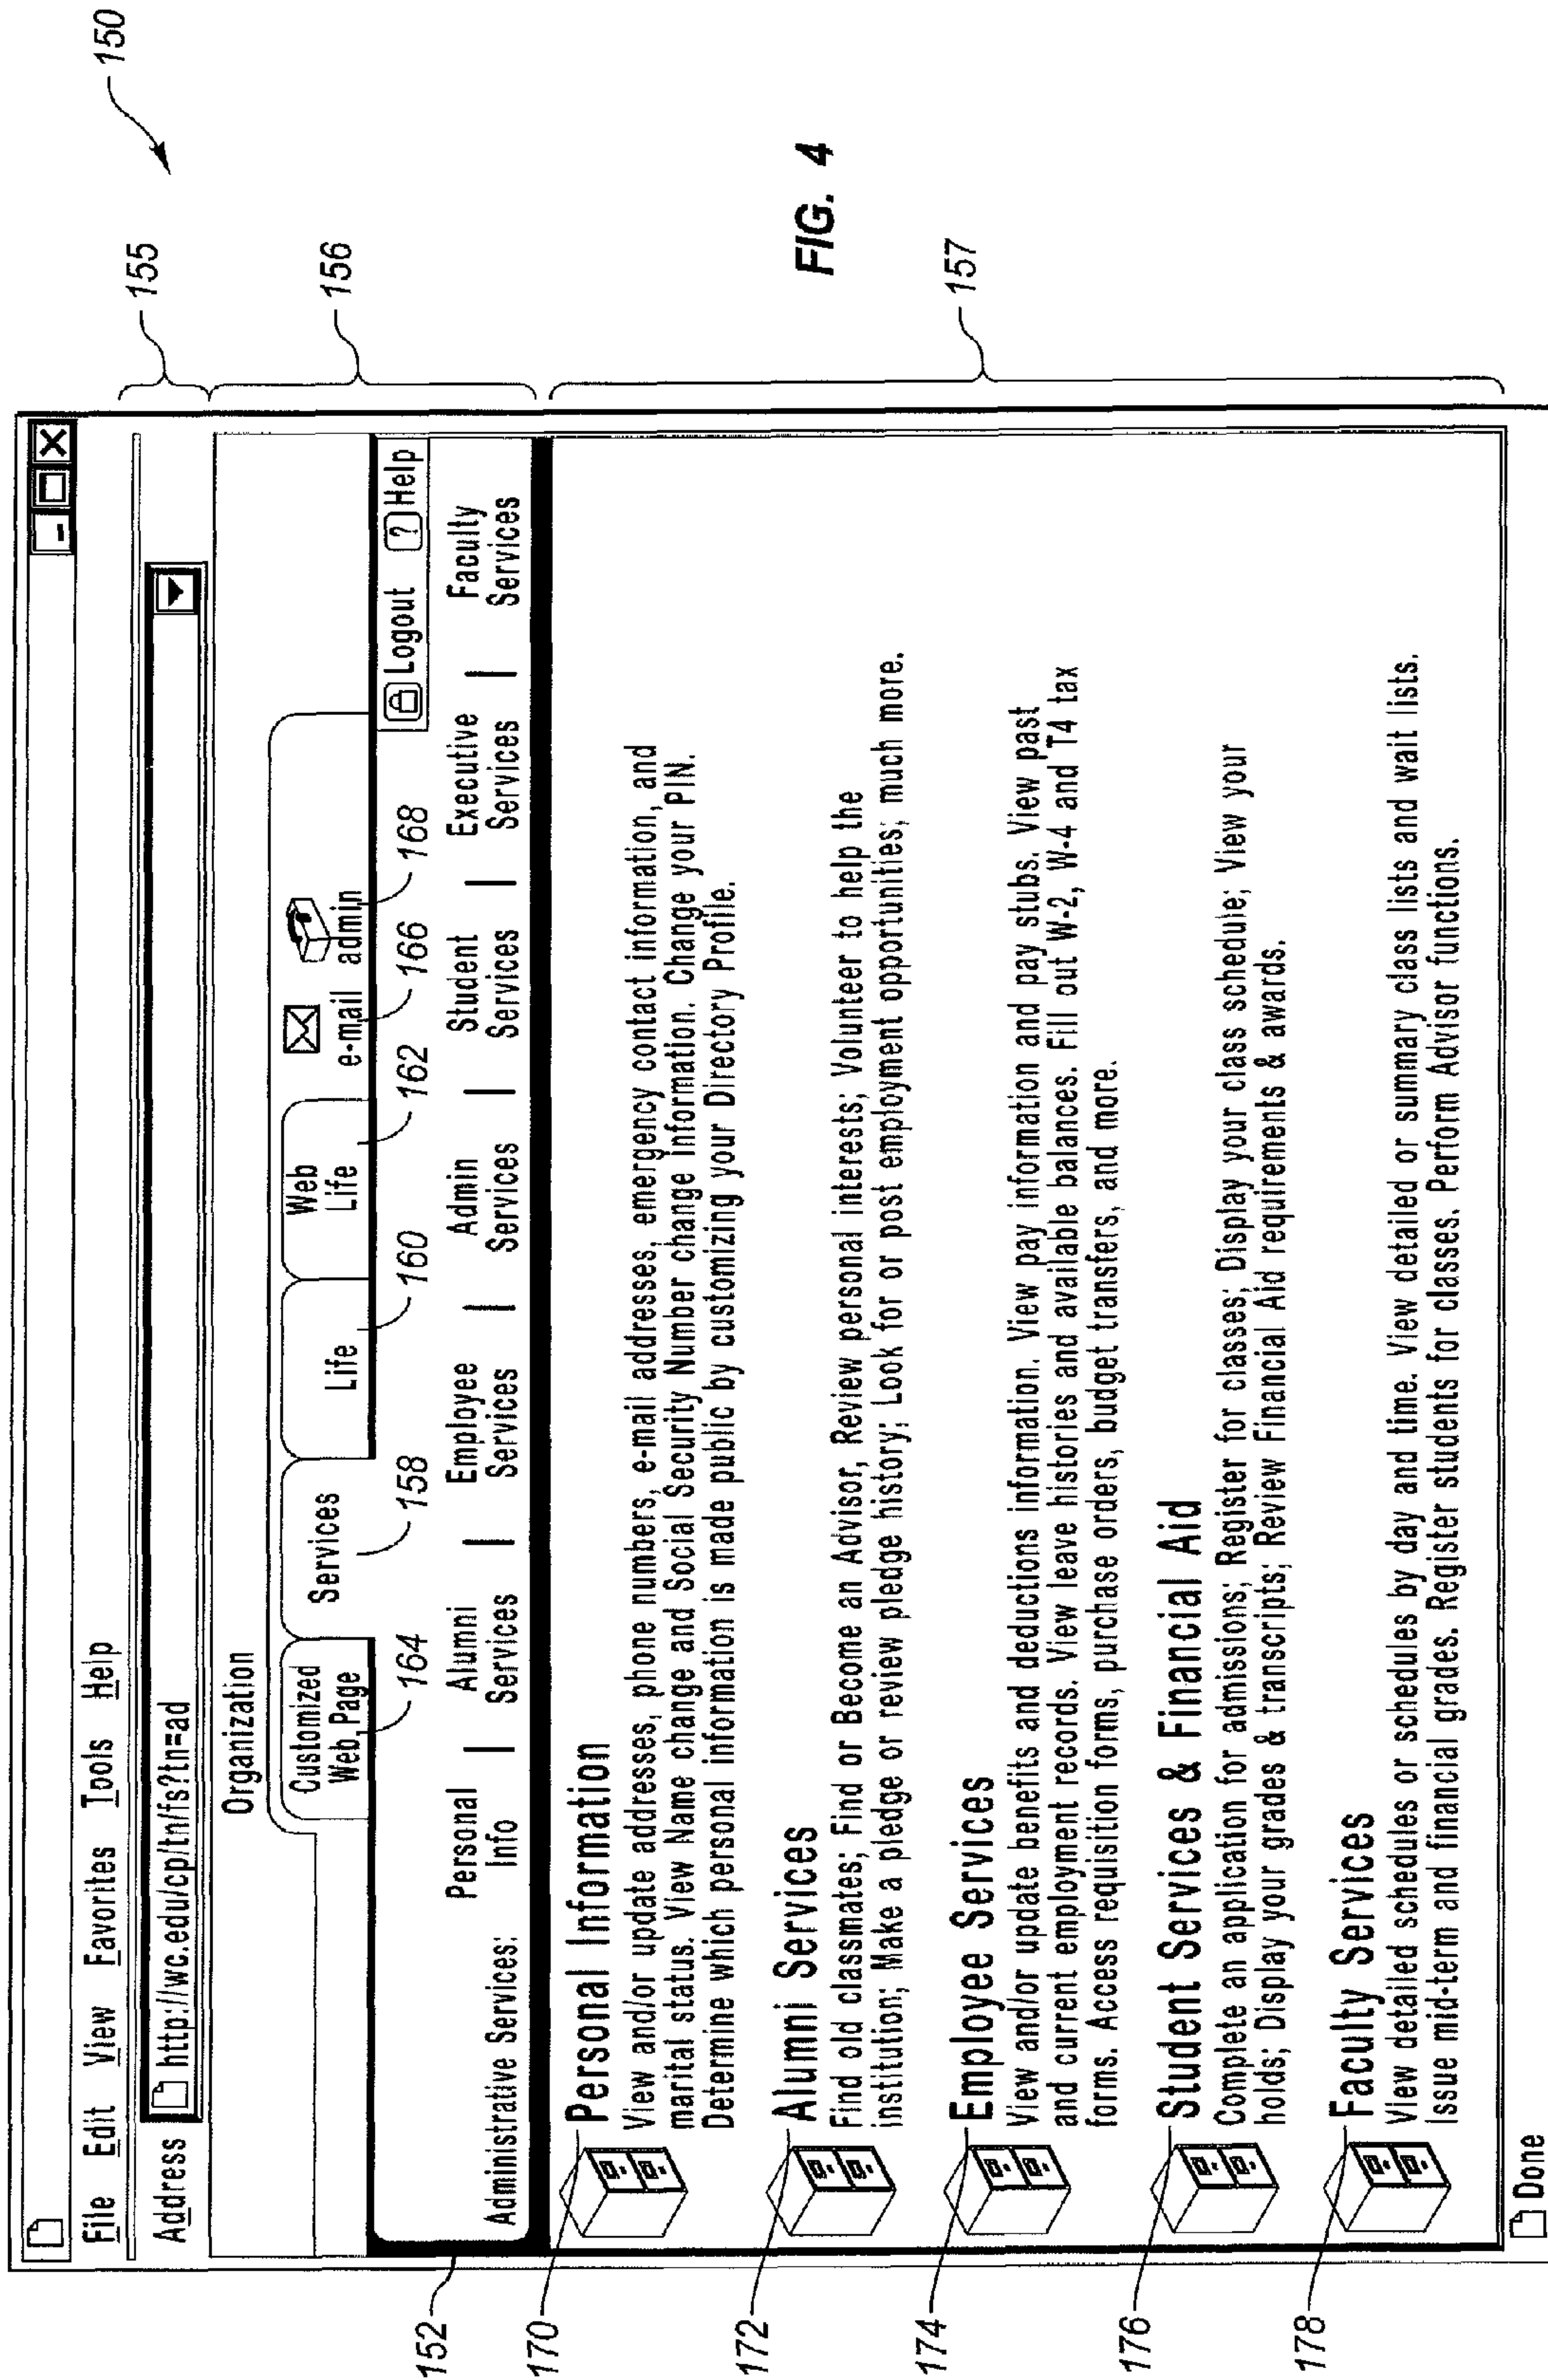 150
155
156
FIG. 4
157
File Edit View Favorites Tools Help
Address http://wc.edu/cp/tn/fs?tn=ad
Organization
Customized
Web Page
Services
Life
Web
Life
e-mail
admin
164
158
160
162
166
168
Logout ? Help
Administrative Services:
Personal
Info
|
Alumni
Services
|
Employee
Services
|
Admin
Services
|
Student
Services
|
Executive
Services
|
Faculty
Services
152
170
Personal Information
View and/or update addresses, phone numbers, e-mail addresses, emergency contact information, and
marital status. View Name change and Social Security Number change information. Change your PIN.
Determine which personal information is made public by customizing your Directory Profile.
172
Alumni Services
Find old classmates; Find or Become an Advisor, Review personal interests; Volunteer to help the
institution; Make a pledge or review pledge history; Look for or post employment opportunities; much more.
174
Employee Services
View and/or update benefits and deductions information. View pay information and pay stubs. View past
and current employment records. View leave histories and available balances. Fill out W-2, W-4 and T4 tax
forms. Access requisition forms, purchase orders, budget transfers, and more.
176
Student Services & Financial Aid
Complete an application for admissions; Register for classes; Display your class schedule; View your
holds; Display your grades & transcripts; Review Financial Aid requirements & awards.
178
Faculty Services
View detailed schedules or schedules by day and time. View detailed or summary class lists and wait lists.
Issue mid-term and financial grades. Register students for classes. Perform Advisor functions.
Done